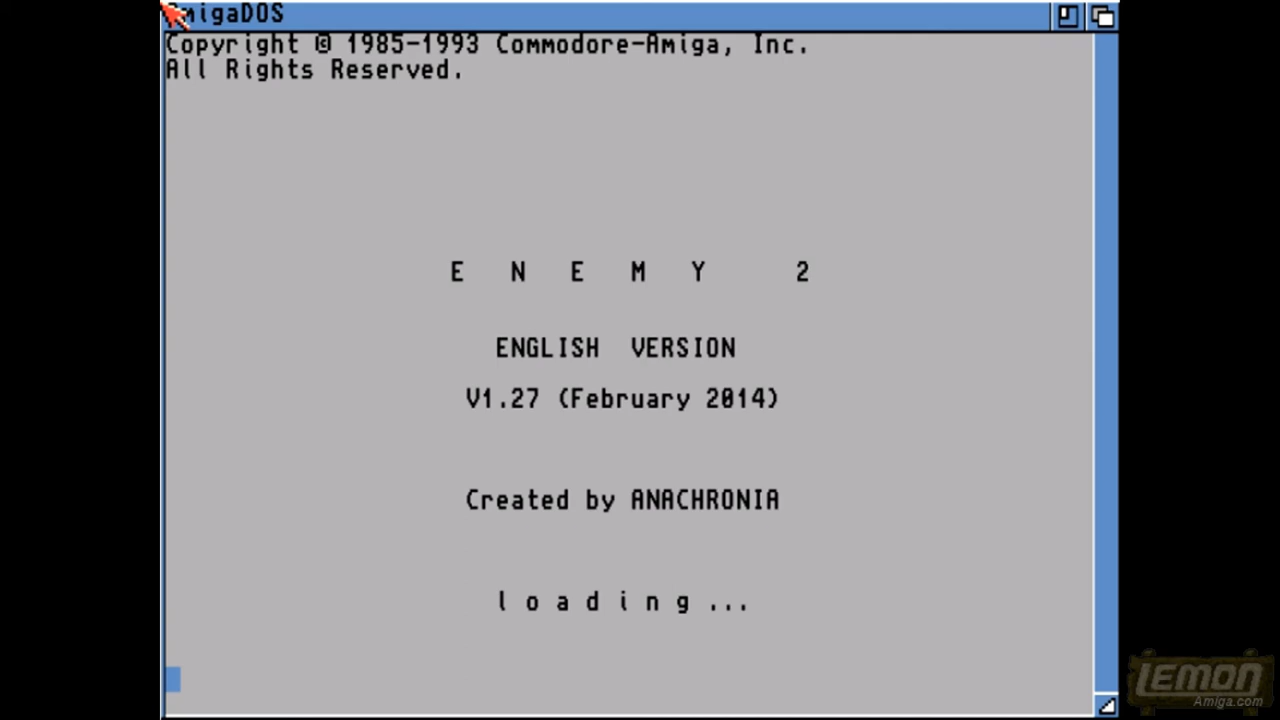 AmigaDOS
Copyright © 1985-1993 Commodore-Amiga, Inc.
All Rights Reserved.
E N E M Y 2
ENGLISH VERSION
V1.27 (February 2014)
Created by ANACHRONIA
l o a d i n g ...
LEMON
Amiga.com